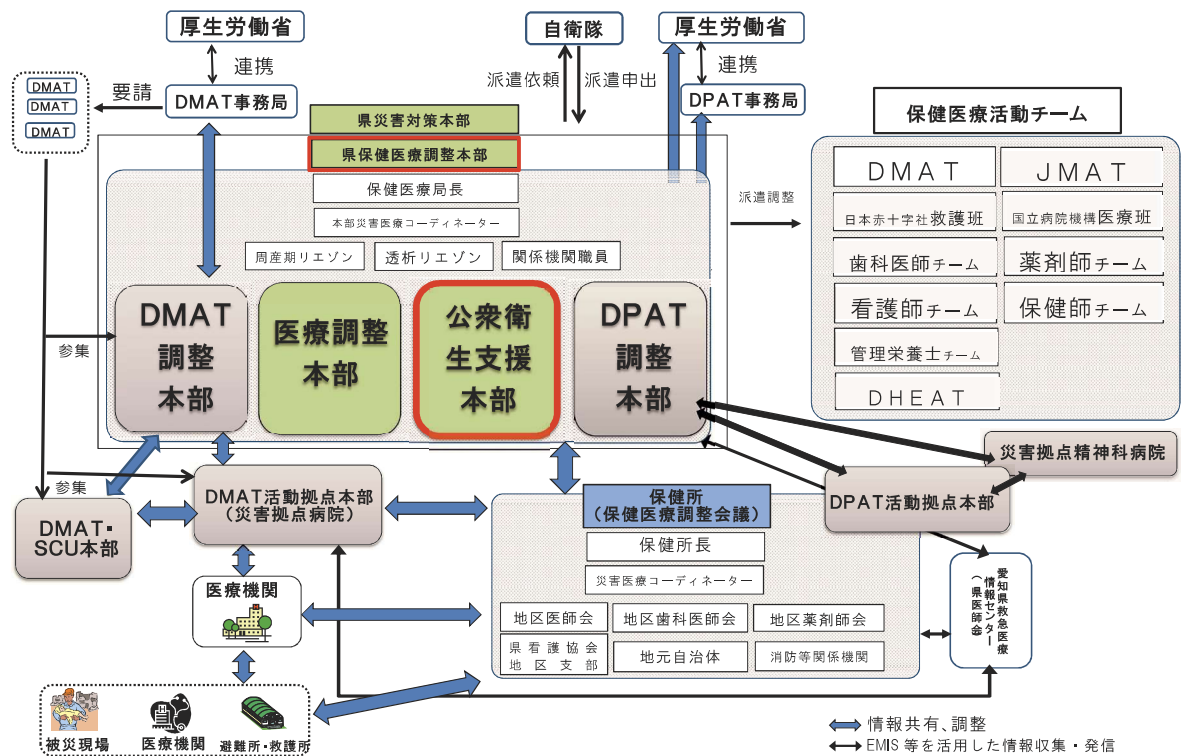 厚生労働省
連携
DMAT事務局
要請
DMAT
DMAT
DMAT
自衛隊
派遣依頼
派遣申出
厚生労働省
連携
DPAT事務局
県災害対策本部
県保健医療調整本部
保健医療局長
本部災害医療コーディネーター
周産期リエゾン
透析リエゾン
関係機関職員
DMAT
調整
本部
医療調整
本部
公衆衛
生支援
本部
DPAT
調整
本部
派遣調整
保健医療活動チーム
DMAT
JMAT
日本赤十字社救護班
国立病院機構医療班
歯科医師チーム
薬剤師チーム
看護師チーム
保健師チーム
管理栄養士チーム
DHEAT
参集
参集
DMAT・
SCU本部
DMAT活動拠点本部
(災害拠点病院)
災害拠点精神科病院
DPAT活動拠点本部
保健所
(保健医療調整会議)
保健所長
災害医療コーディネーター
地区医師会
地区歯科医師会
地区薬剤師会
県看護協会
地区支部
地元自治体
消防等関係機関
愛知県救急医療
情報センター
(県医師会)
医療機関
被災現場
医療機関
避難所・救護所
情報共有、調整
EMIS等を活用した情報収集・発信